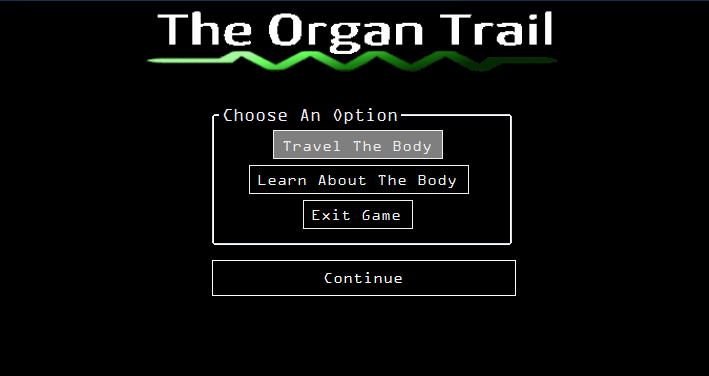 The Organ Trail
Choose An Option
Travel The Body
Learn About The Body
Exit Game
Continue